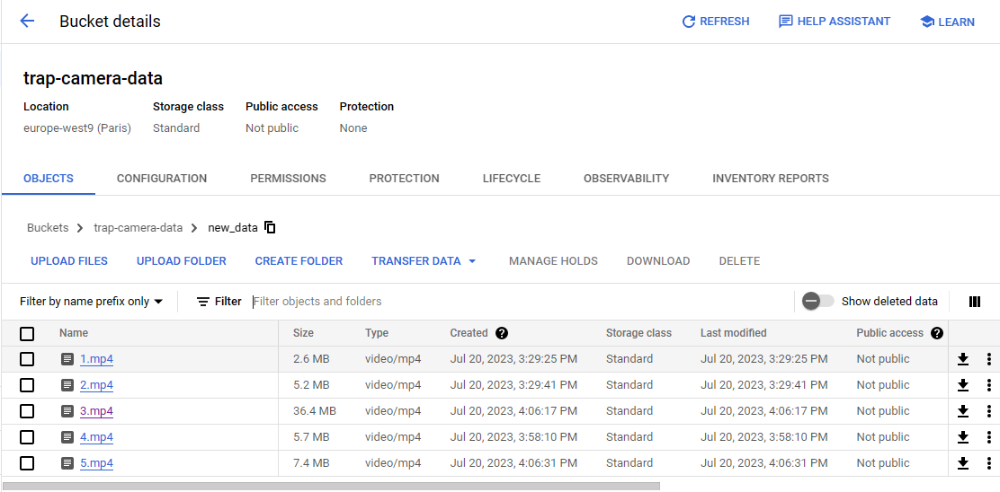 Bucket details REFRESH HELP ASSISTANT LEARN
trap-camera-data
Location Storage class Public access Protection
europe-west9 (Paris) Standard Not public None
OBJECTS CONFIGURATION PERMISSIONS PROTECTION LIFECYCLE OBSERVABILITY INVENTORY REPORTS
Buckets > trap-camera-data > new_data
UPLOAD FILES UPLOAD FOLDER CREATE FOLDER TRANSFER DATA MANAGE HOLDS DOWNLOAD DELETE
Filter by name prefix only Filter Filter objects and folders Show deleted data
Name Size Type Created ? Storage class Last modified Public access ?
1.mp4 2.6 MB video/mp4 Jul 20, 2023, 3:29:25 PM Standard Jul 20, 2023, 3:29:25 PM Not public
2.mp4 5.2 MB video/mp4 Jul 20, 2023, 3:29:41 PM Standard Jul 20, 2023, 3:29:41 PM Not public
3.mp4 36.4 MB video/mp4 Jul 20, 2023, 4:06:17 PM Standard Jul 20, 2023, 4:06:17 PM Not public
4.mp4 5.7 MB video/mp4 Jul 20, 2023, 3:58:10 PM Standard Jul 20, 2023, 3:58:10 PM Not public
5.mp4 7.4 MB video/mp4 Jul 20, 2023, 4:06:31 PM Standard Jul 20, 2023, 4:06:31 PM Not public